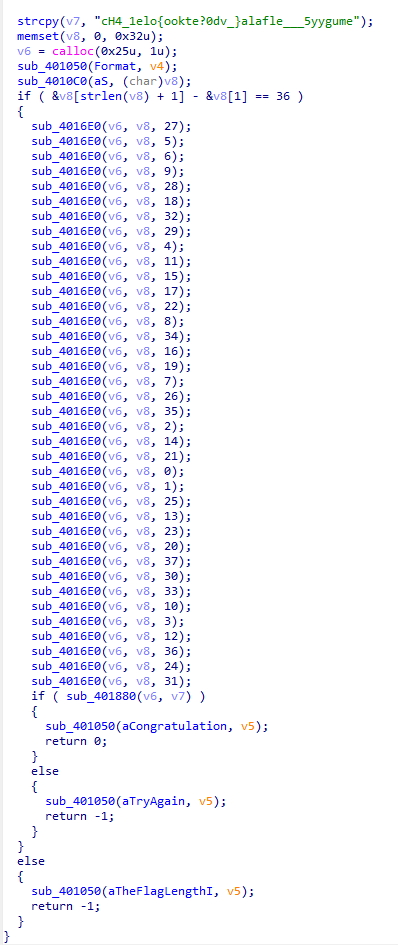 strcpy(v7, "cH4_1elo{ookte?0dv_}alafle___5yygume");
memset(v8, 0, 0x32u);
v6 = calloc(0x25u, 1u);
sub_401050(Format, v4);
sub_4010C0(aS, (char)v8);
if ( &v8[strlen(v8) + 1] - &v8[1] == 36 )
{
sub_4016E0(v6, v8, 27);
sub_4016E0(v6, v8, 5);
sub_4016E0(v6, v8, 6);
sub_4016E0(v6, v8, 9);
sub_4016E0(v6, v8, 28);
sub_4016E0(v6, v8, 18);
sub_4016E0(v6, v8, 32);
sub_4016E0(v6, v8, 29);
sub_4016E0(v6, v8, 4);
sub_4016E0(v6, v8, 11);
sub_4016E0(v6, v8, 15);
sub_4016E0(v6, v8, 17);
sub_4016E0(v6, v8, 22);
sub_4016E0(v6, v8, 8);
sub_4016E0(v6, v8, 34);
sub_4016E0(v6, v8, 16);
sub_4016E0(v6, v8, 19);
sub_4016E0(v6, v8, 7);
sub_4016E0(v6, v8, 26);
sub_4016E0(v6, v8, 35);
sub_4016E0(v6, v8, 2);
sub_4016E0(v6, v8, 14);
sub_4016E0(v6, v8, 21);
sub_4016E0(v6, v8, 0);
sub_4016E0(v6, v8, 1);
sub_4016E0(v6, v8, 25);
sub_4016E0(v6, v8, 13);
sub_4016E0(v6, v8, 23);
sub_4016E0(v6, v8, 20);
sub_4016E0(v6, v8, 37);
sub_4016E0(v6, v8, 30);
sub_4016E0(v6, v8, 33);
sub_4016E0(v6, v8, 10);
sub_4016E0(v6, v8, 3);
sub_4016E0(v6, v8, 12);
sub_4016E0(v6, v8, 36);
sub_4016E0(v6, v8, 24);
sub_4016E0(v6, v8, 31);
if ( sub_401880(v6, v7) )
{
sub_401050(aCongratulation, v5);
return 0;
}
else
{
sub_401050(aTryAgain, v5);
return -1;
}
}
else
{
sub_401050(aTheFlagLengthI, v5);
return -1;
}
}